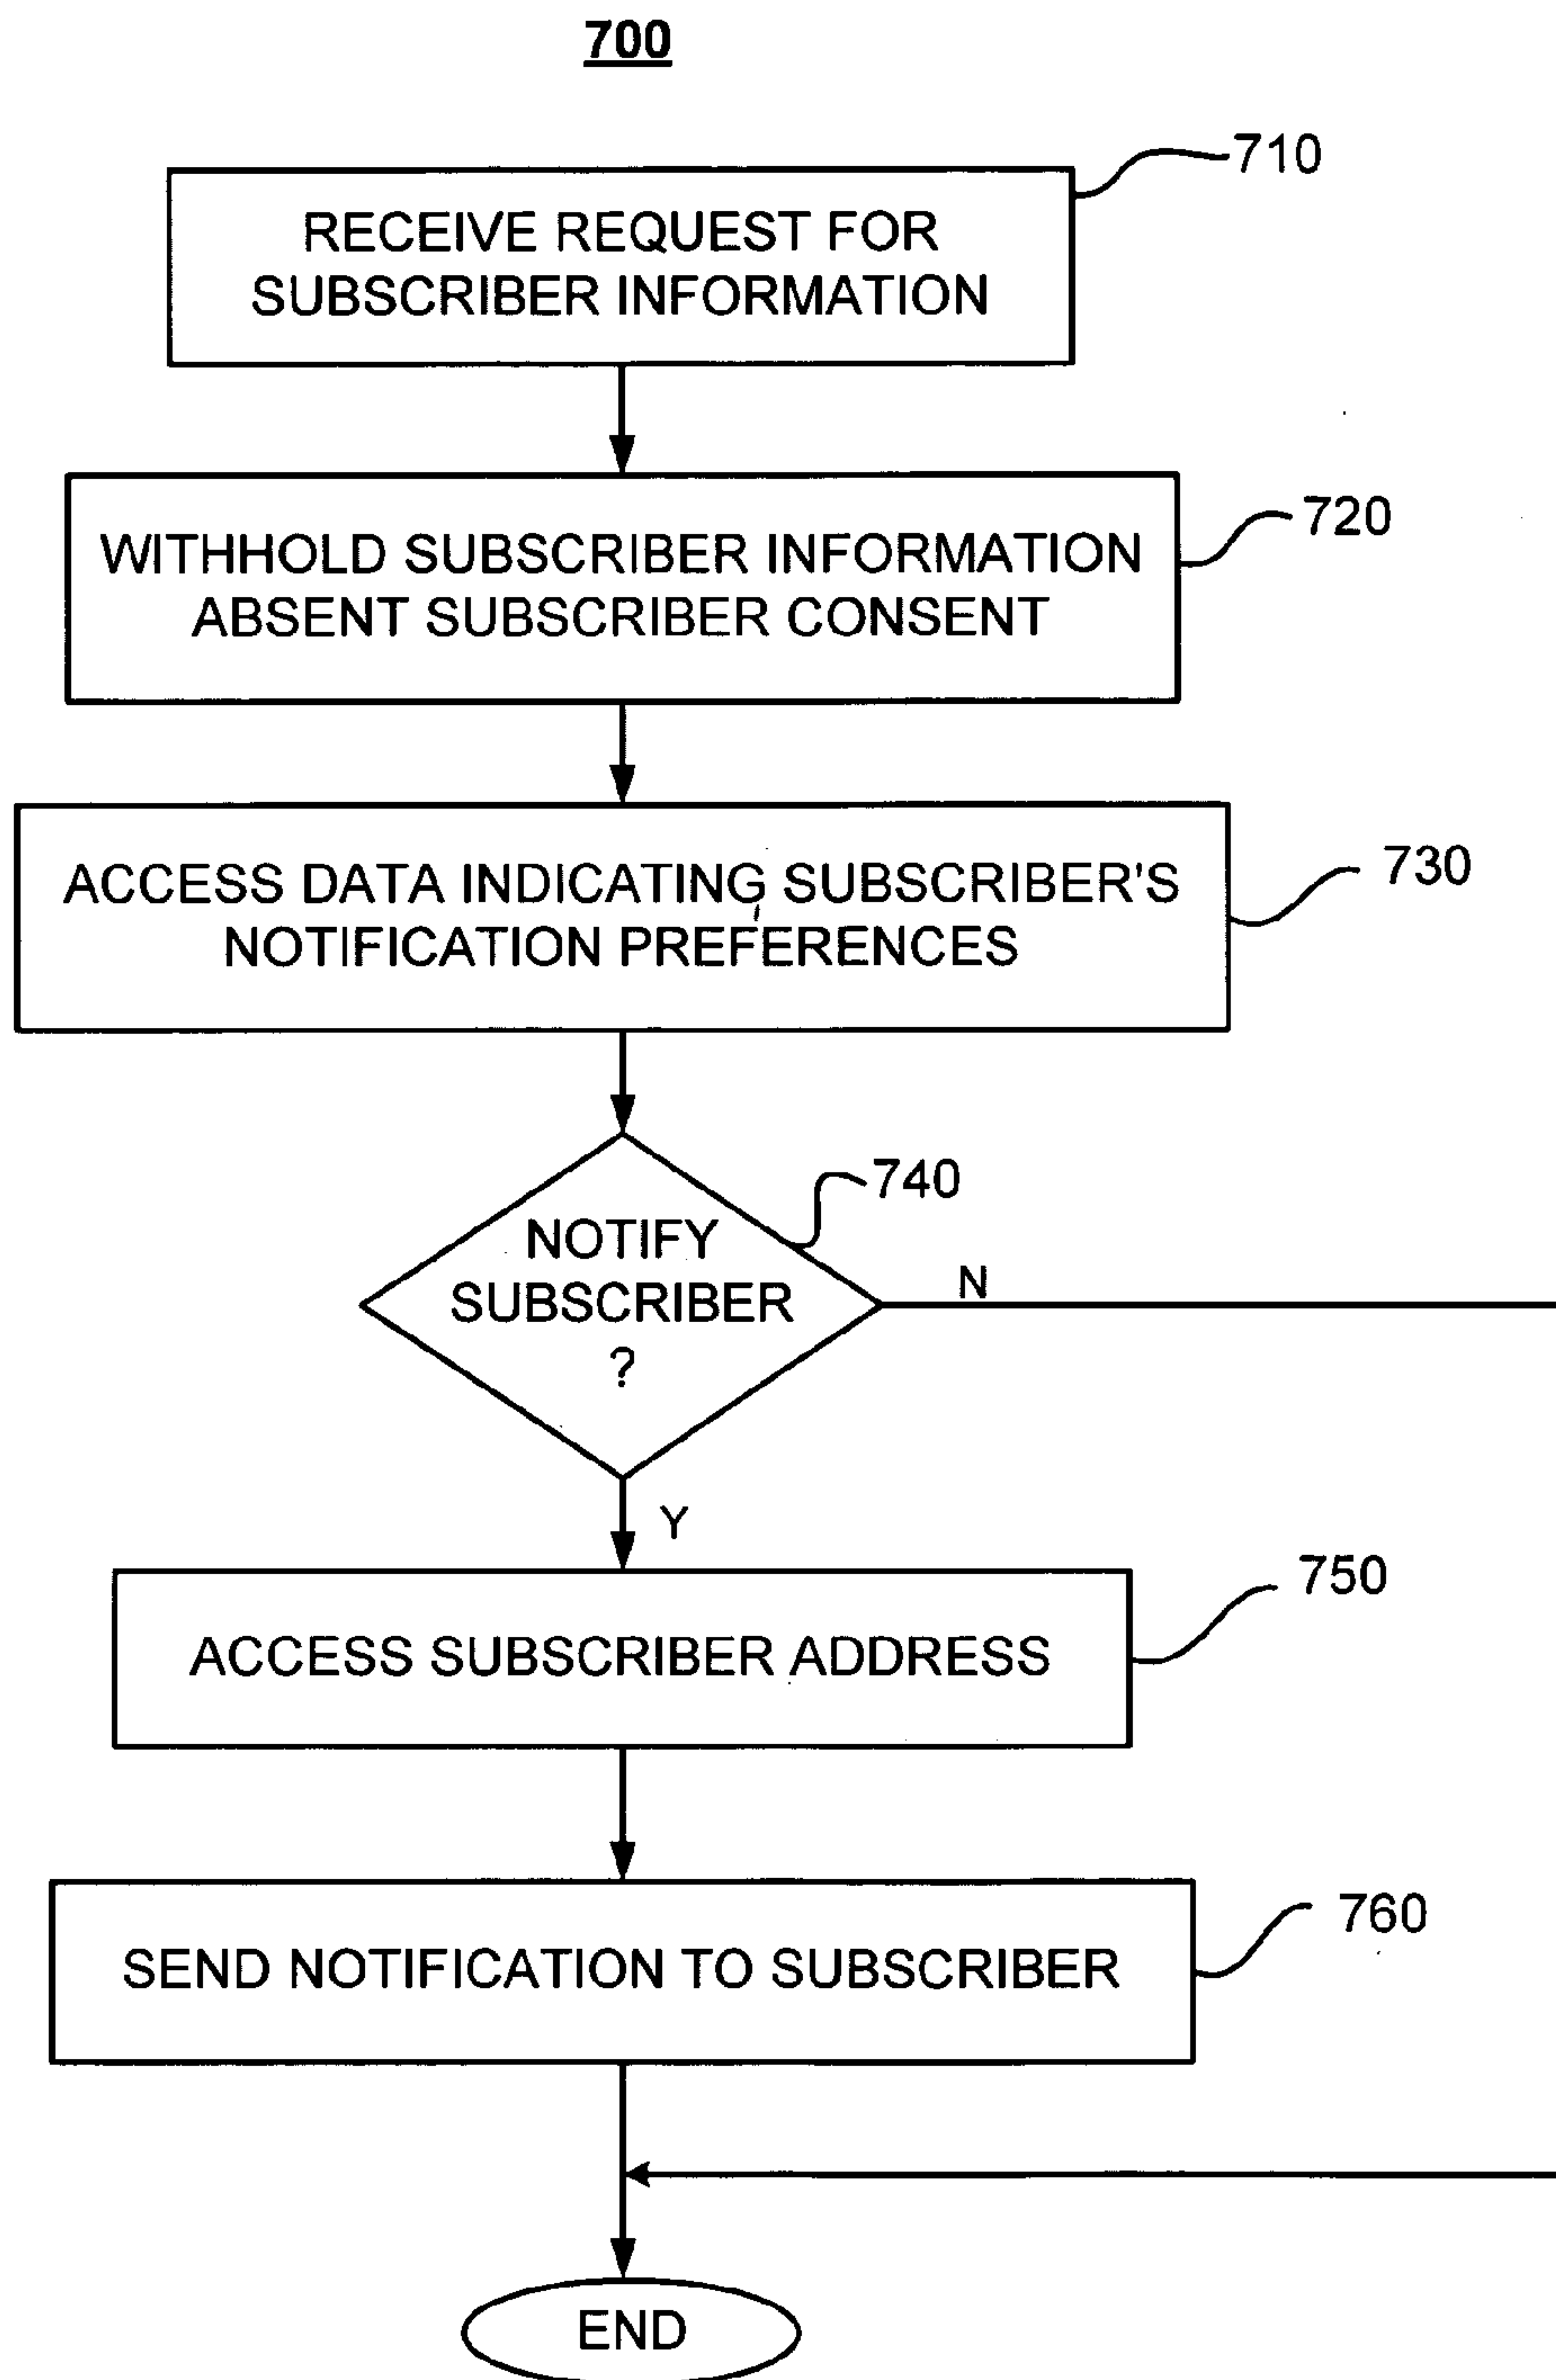 700
710
RECEIVE REQUEST FOR
SUBSCRIBER INFORMATION
720
WITHHOLD SUBSCRIBER INFORMATION
ABSENT SUBSCRIBER CONSENT
730
ACCESS DATA INDICATING SUBSCRIBER'S
NOTIFICATION PREFERENCES
740
NOTIFY
SUBSCRIBER
?
N
Y
750
ACCESS SUBSCRIBER ADDRESS
760
SEND NOTIFICATION TO SUBSCRIBER
END